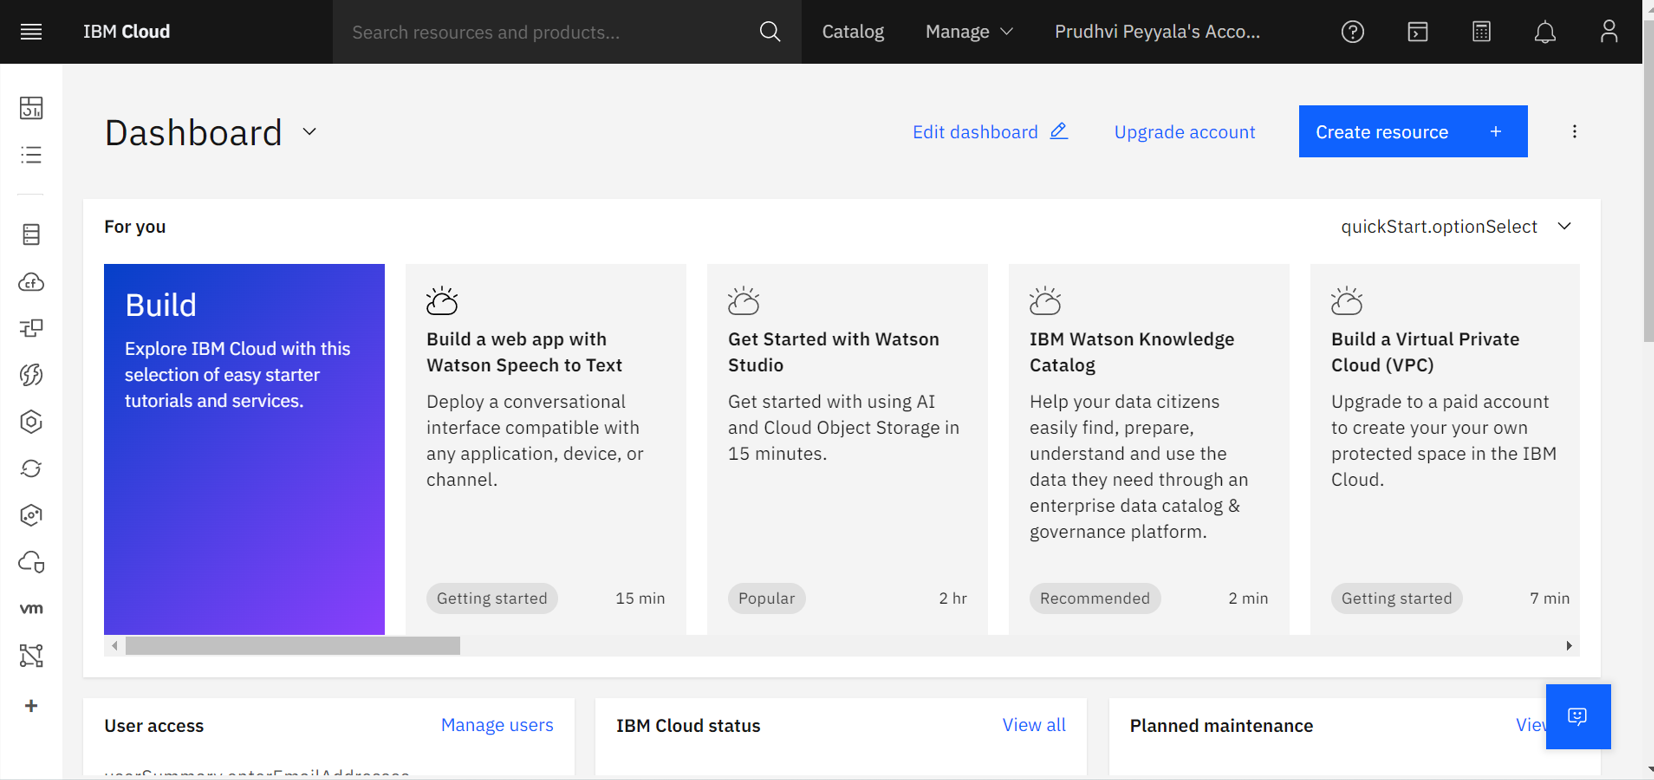 IBM Cloud
Search resources and products...
Catalog
Manage
Prudhvi Peyyala's Acco...
Dashboard
Edit dashboard
Upgrade account
Create resource +
For you
quickStart.optionSelect
Build
Explore IBM Cloud with this
selection of easy starter
tutorials and services.
Build a web app with
Watson Speech to Text
Deploy a conversational
interface compatible with
any application, device, or
channel.
Getting started
15 min
Get Started with Watson
Studio
Get started with using AI
and Cloud Object Storage in
15 minutes.
Popular
2 hr
IBM Watson Knowledge
Catalog
Help your data citizens
easily find, prepare,
understand and use the
data they need through an
enterprise data catalog &
governance platform.
Recommended
2 min
Build a Virtual Private
Cloud (VPC)
Upgrade to a paid account
to create your your own
protected space in the IBM
Cloud.
Getting started
7 min
cf
vm
User access
Manage users
userSummary.enterEmailAddresses
IBM Cloud status
View all
Planned maintenance